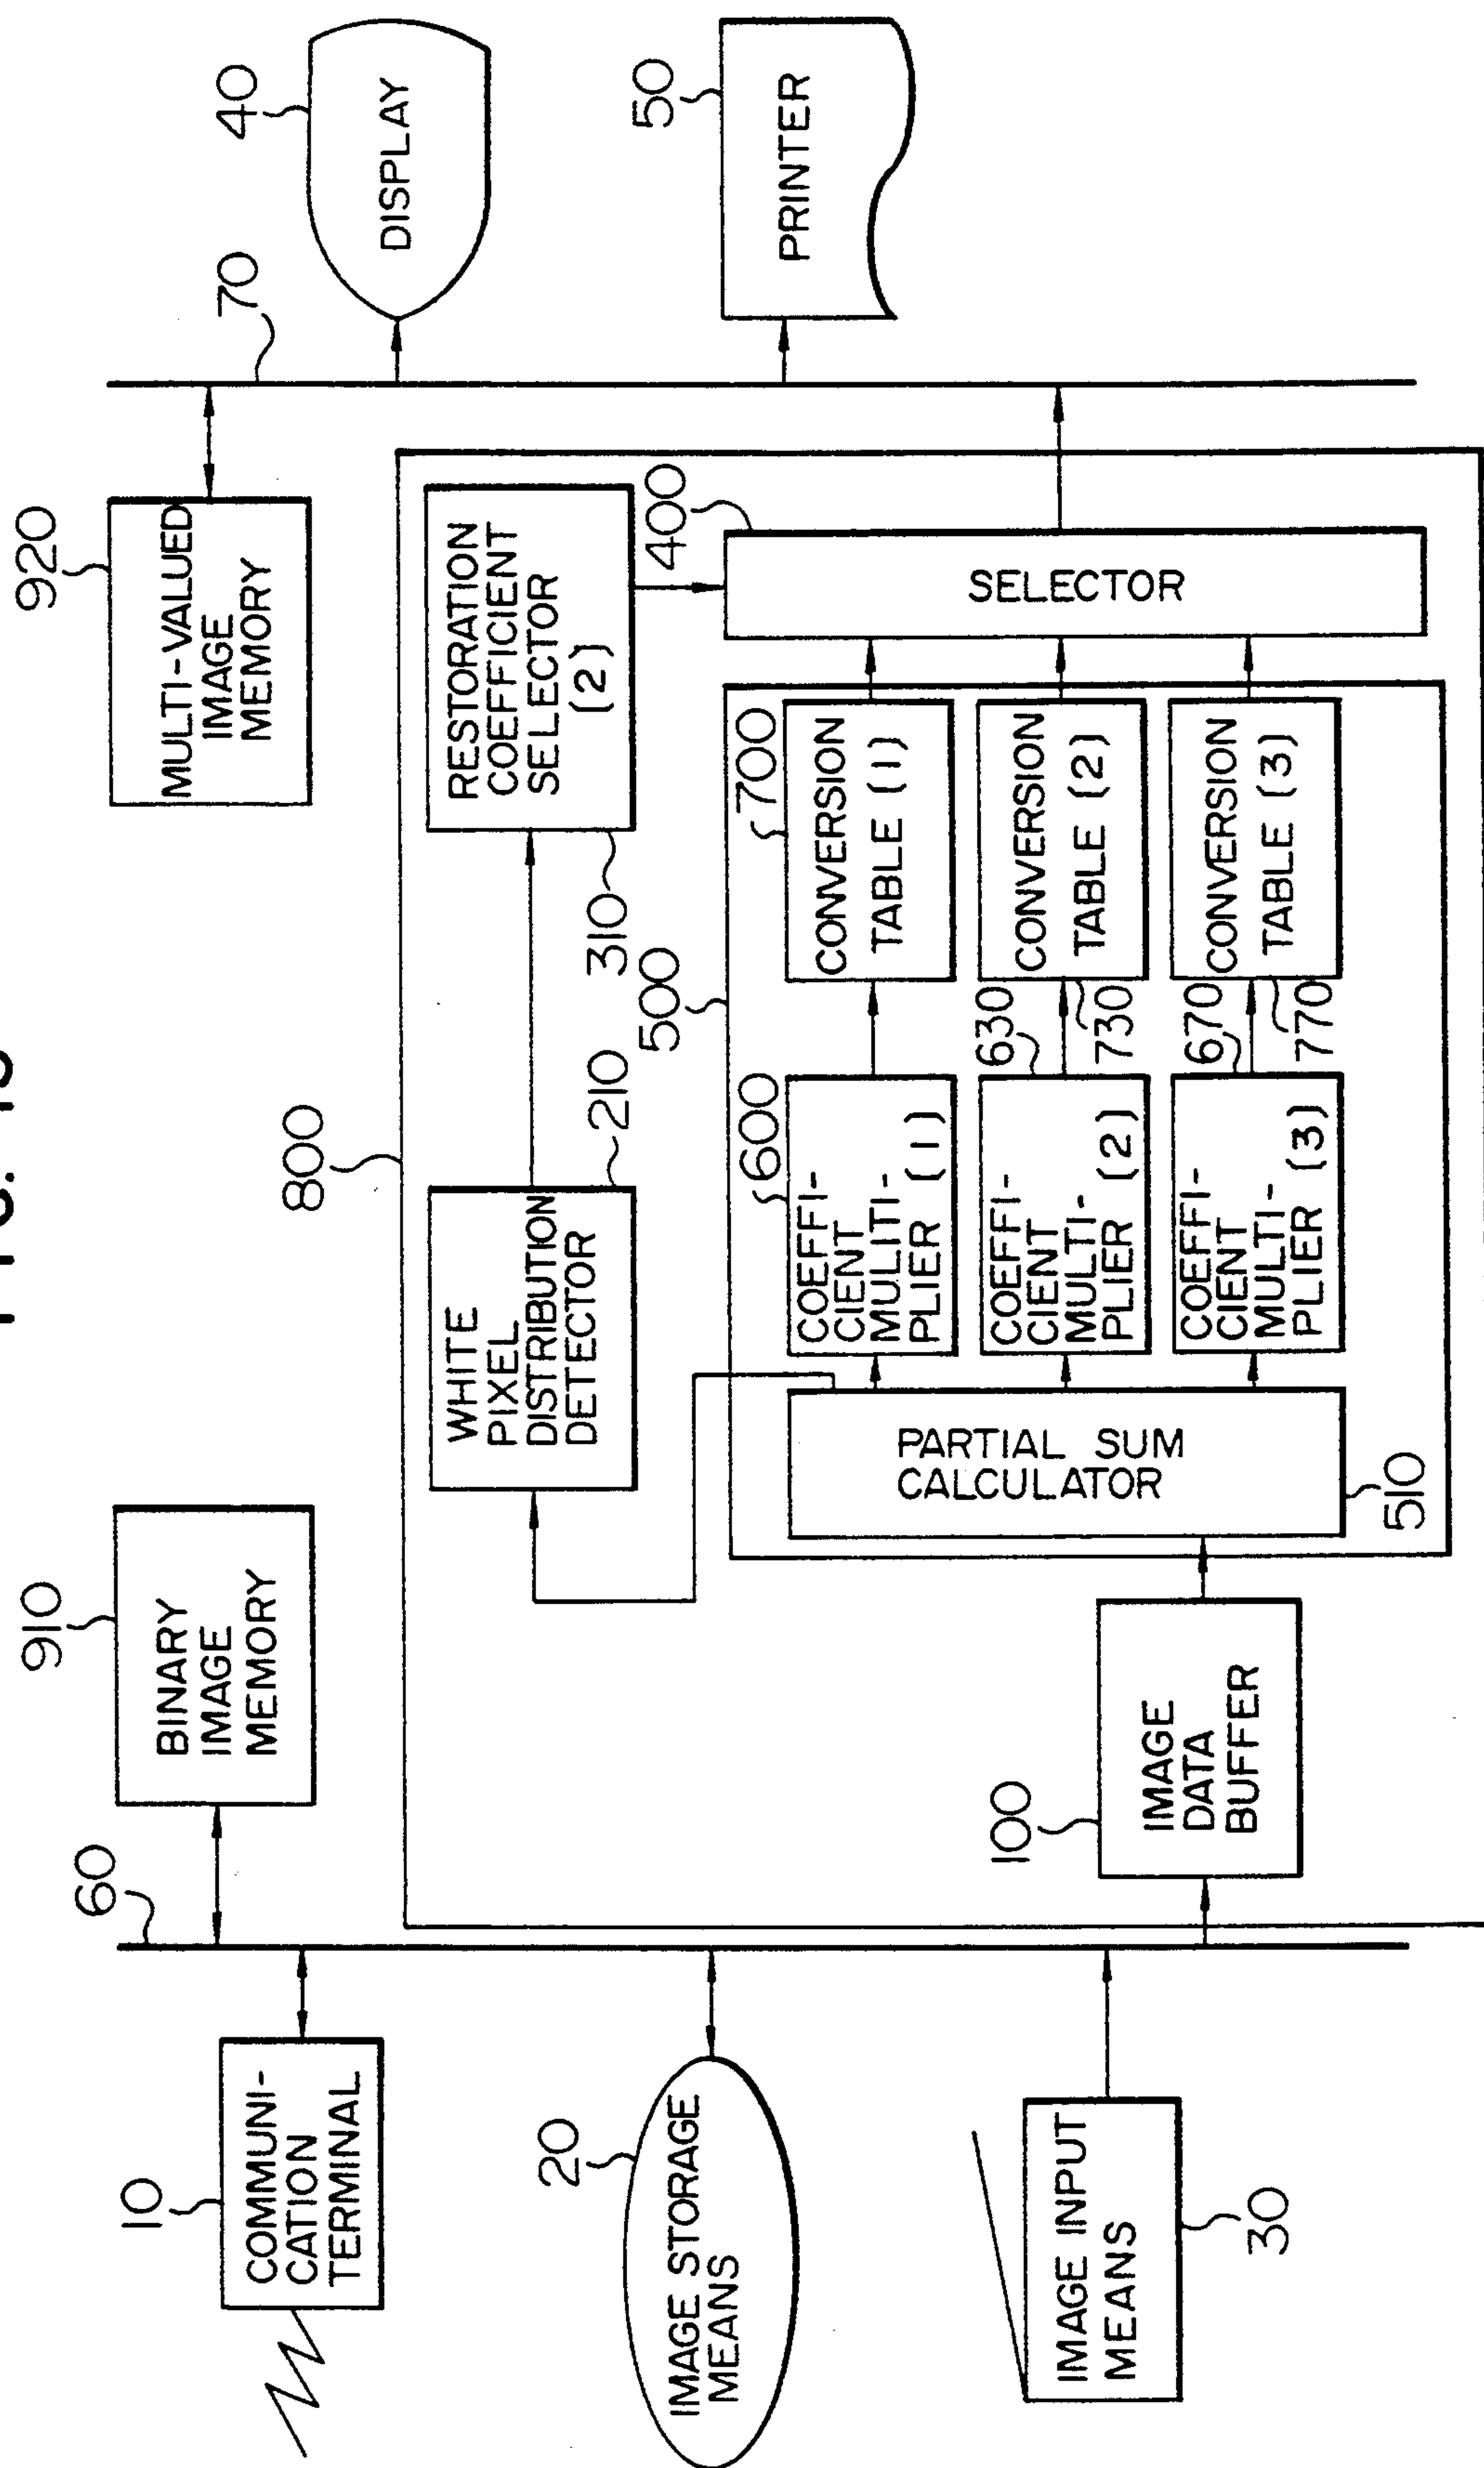 FIG.
10
COMMUNI-
CATION
TERMINAL
20
IMAGE STORAGE
MEANS
IMAGE INPUT
MEANS
30
60
910
BINARY
IMAGE
MEMORY
920
MULTI-VALUED
IMAGE
MEMORY
70
40
DISPLAY
50
PRINTER
800
100
IMAGE
DATA
BUFFER
WHITE
PIXEL
DISTRIBUTION
DETECTOR
210
RESTORATION
COEFFICIENT
SELECTOR
(2)
310
500
PARTIAL SUM
CALCULATOR
510
600
COEFFI-
CIENT
MULITI-
PLIER (1)
700
CONVERSION
TABLE (1)
630
COEFFI-
CIENT
MULTI-
PLIER (2)
CONVERSION
TABLE (2)
730
670
COEFFI-
CIENT
MULTI-
PLIER (3)
CONVERSION
TABLE (3)
770
400
SELECTOR